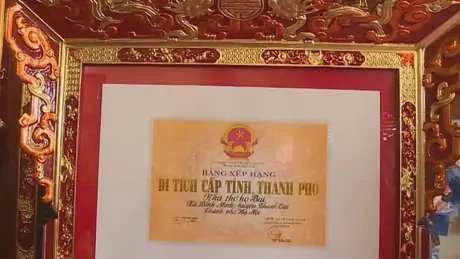 BẰNG XẾP HẠNG
DI TÍCH CẤP TỈNH, THÀNH PHỐ
Nhà thờ họ Bùi
Xã Bình Minh, huyện Thanh Oai
Thành phố Hà Nội